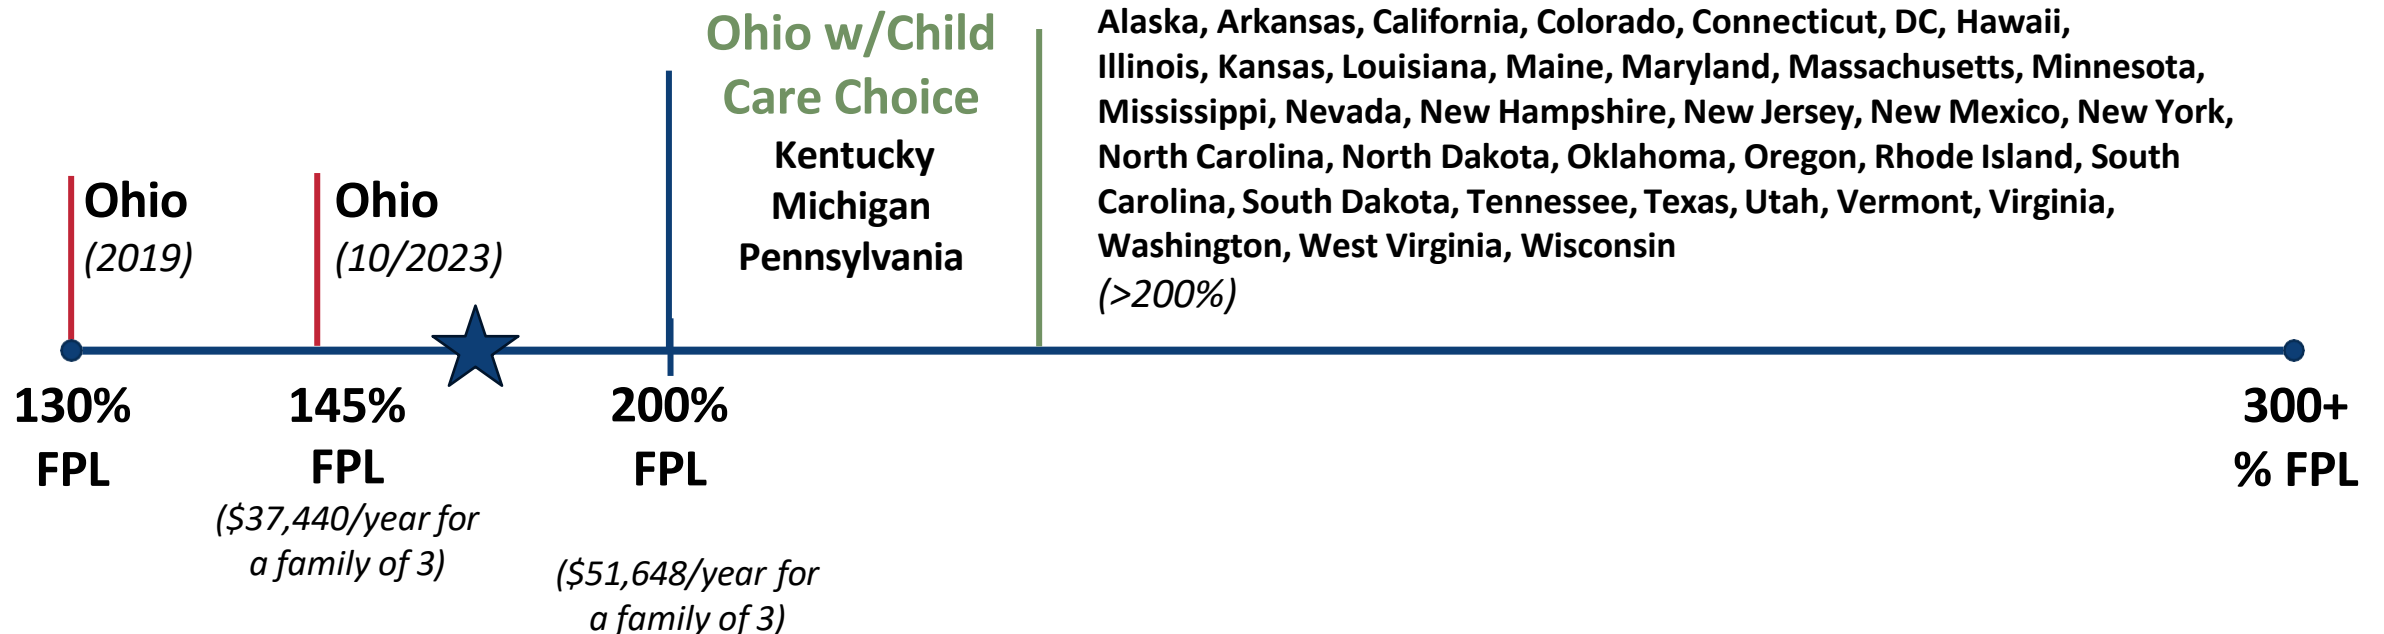 Ohio w/Child
Care Choice
Kentucky
Michigan
Pennsylvania
Alaska, Arkansas, California, Colorado, Connecticut, DC, Hawaii,
Illinois, Kansas, Louisiana, Maine, Maryland, Massachusetts, Minnesota,
Mississippi, Nevada, New Hampshire, New Jersey, New Mexico, New York,
North Carolina, North Dakota, Oklahoma, Oregon, Rhode Island, South
Carolina, South Dakota, Tennessee, Texas, Utah, Vermont, Virginia,
Washington, West Virginia, Wisconsin
(>200%)
Ohio
(2019)
Ohio
(10/2023)
130%
FPL
145%
FPL
($37,440/year for
a family of 3)
200%
FPL
($51,648/year for
a family of 3)
300+
% FPL